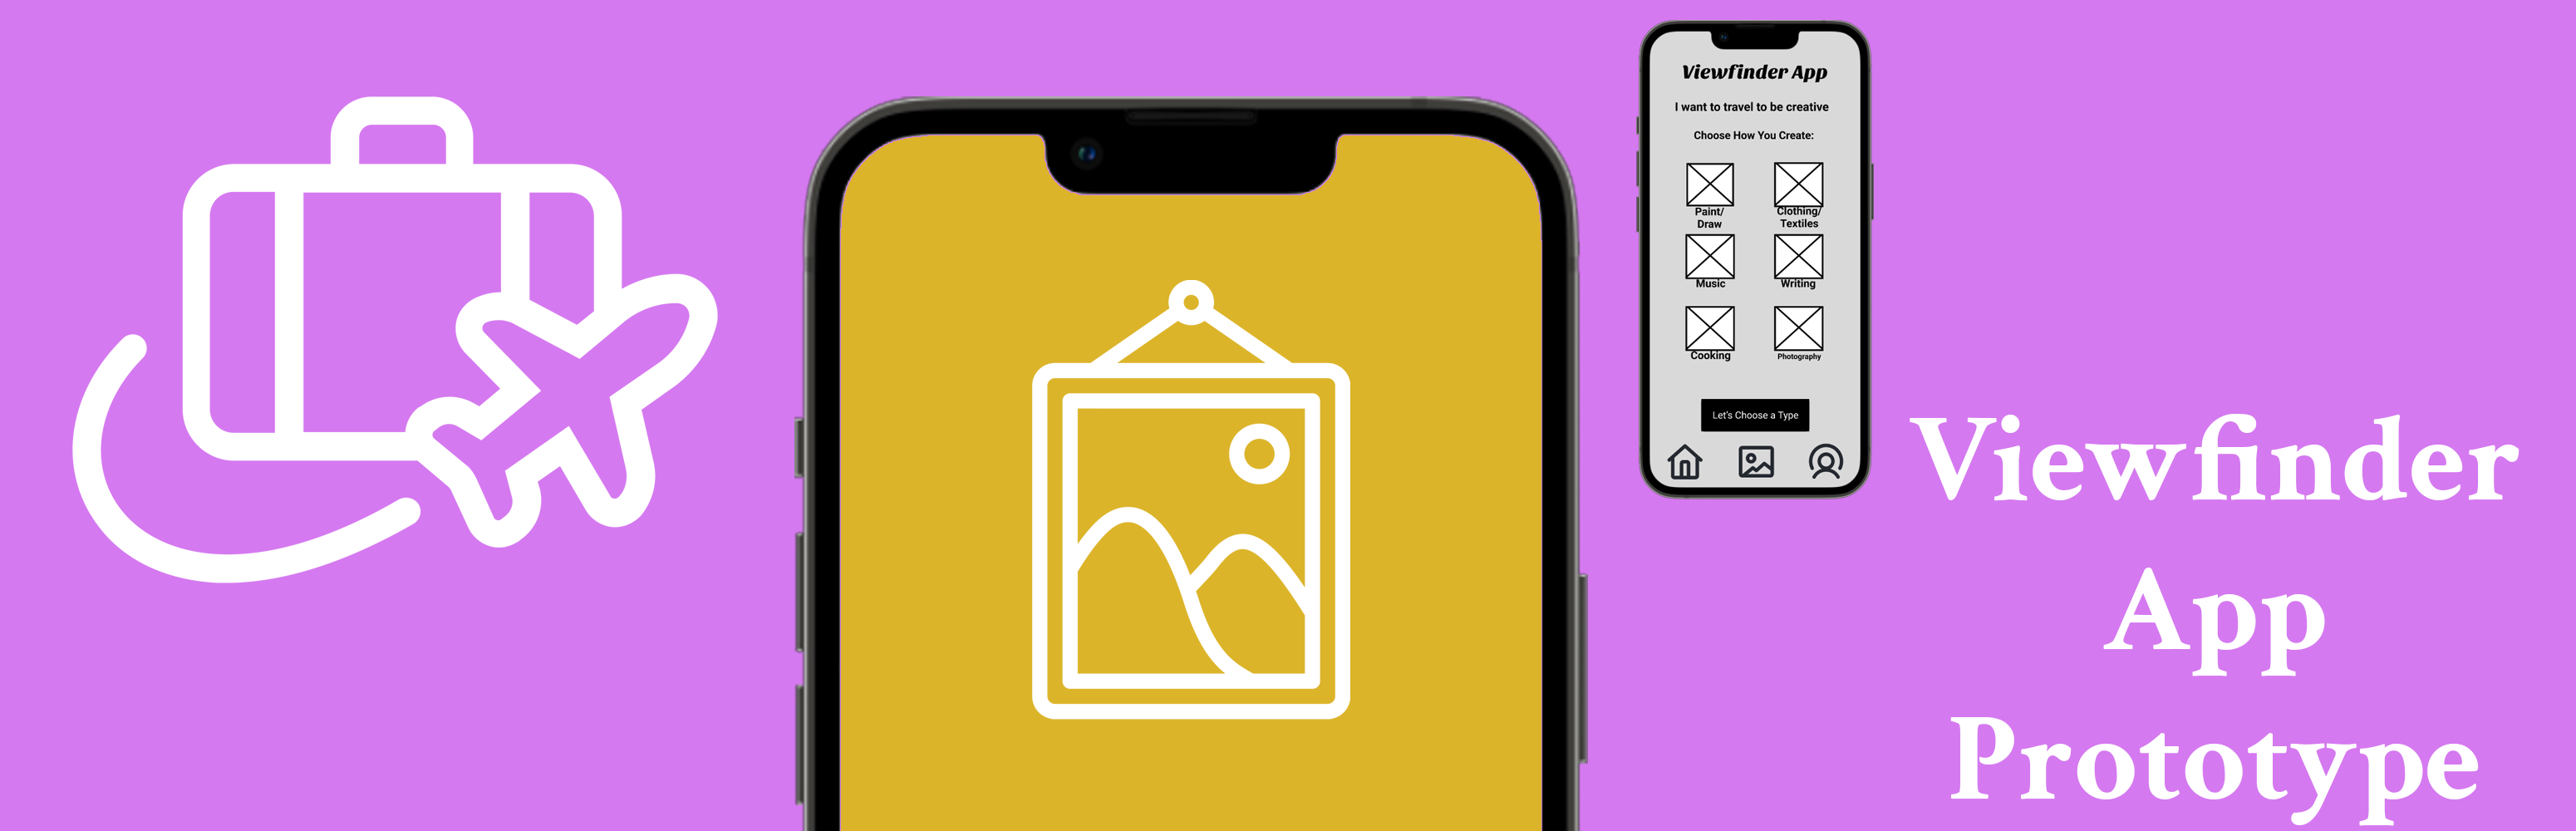 Viewfinder App
I want to travel to be creative
Choose How You Create:
Paint/
Draw
Clothing/
Textiles
Music
Writing
Cooking
Photography
Let's Choose a Type
Viewfinder
App
Prototype